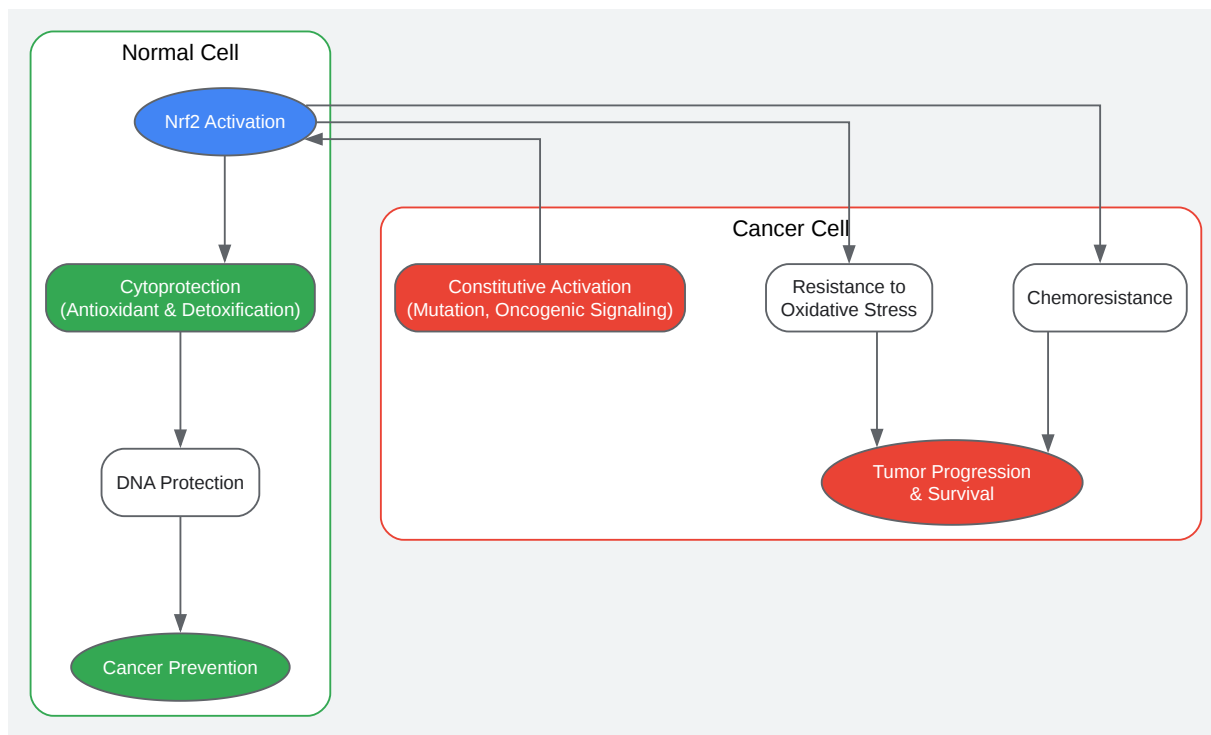 Normal Cell
Nrf2 Activation
Cytoprotection
(Antioxidant & Detoxification)
DNA Protection
Cancer Prevention
Cancer Cell
Constitutive Activation
(Mutation, Oncogenic Signaling)
Resistance to
Oxidative Stress
Chemoresistance
Tumor Progression
& Survival